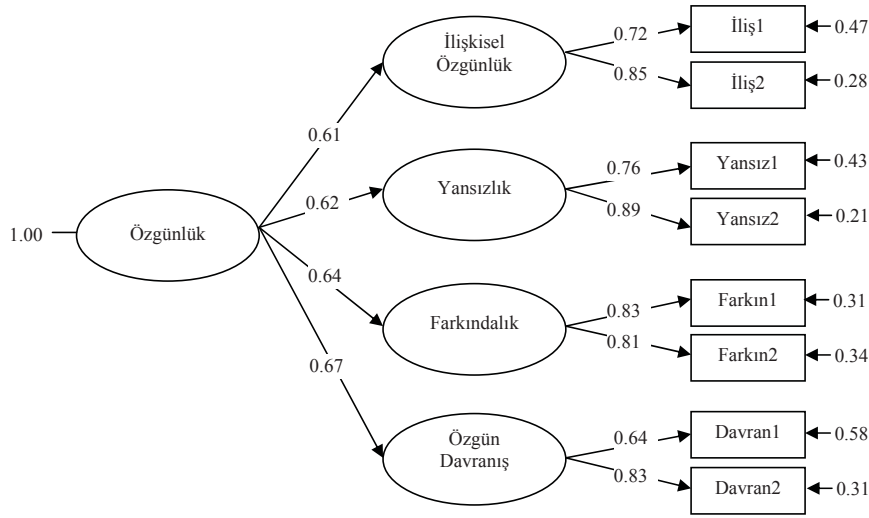 1.00
Özgünlük
0.61
0.62
0.64
0.67
İlişkisel
Özgünlük
0.72
0.85
İliş1
0.47
İliş2
0.28
Yansızlık
0.76
0.89
Yansız1
0.43
Yansız2
0.21
Farkındalık
0.83
0.81
Farkın1
0.31
Farkın2
0.34
Özgün
Davranış
0.64
0.83
Davran1
0.58
Davran2
0.31